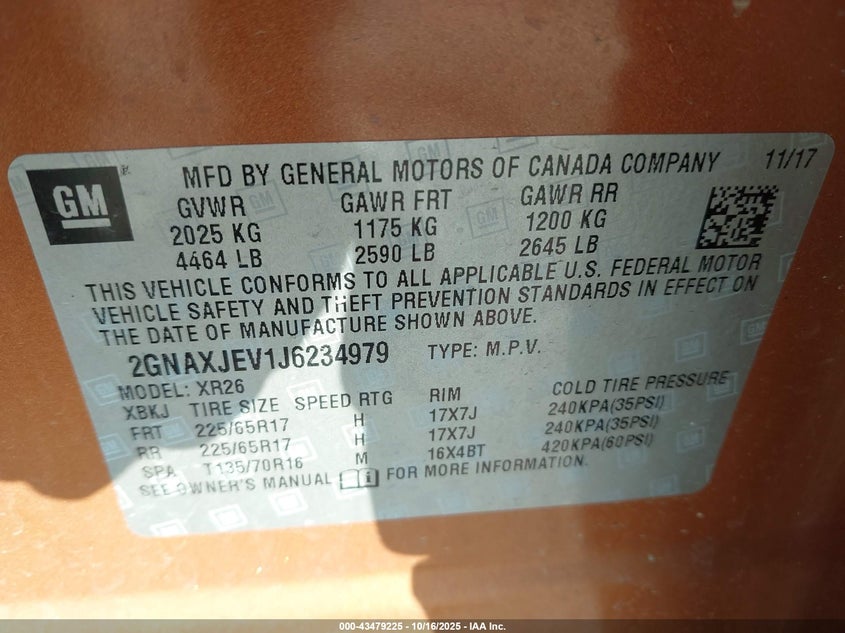 GM
MFD BY GENERAL MOTORS OF CANADA COMPANY 11/17
GVWR GAWR FRT GAWR RR
2025 KG 1175 KG 1200 KG
4464 LB 2590 LB 2645 LB
THIS VEHICLE CONFORMS TO ALL APPLICABLE U.S. FEDERAL MOTOR
VEHICLE SAFETY AND THEFT PREVENTION STANDARDS IN EFFECT ON
THE DATE OF MANUFACTURE SHOWN ABOVE.
2GNAXJEV1J6234979 TYPE: M.P.V.
MODEL: XR26
XBKJ TIRE SIZE SPEED RTG RIM COLD TIRE PRESSURE
FRT 225/65R17 H 17X7J 240KPA(35PSI)
RR 225/65R17 H 17X7J 240KPA(35PSI)
SPA T135/70R16 M 16X4BT 420KPA(60PSI)
SEE OWNER'S MANUAL FOR MORE INFORMATION.
000-43479225 - 10/16/2025 - IAA Inc.